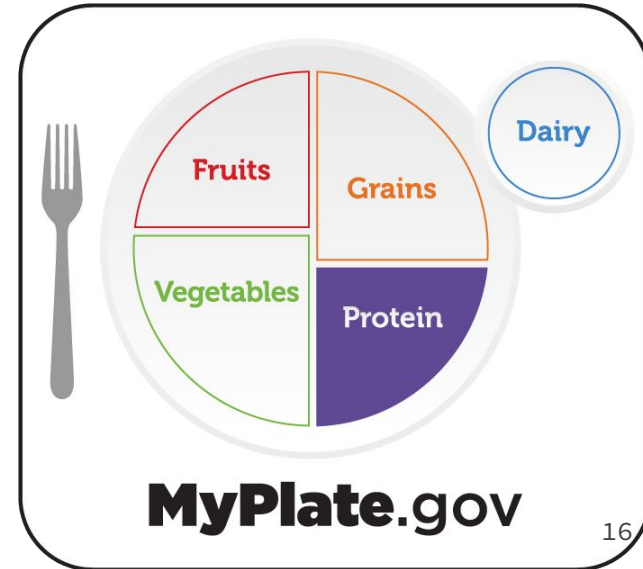 Fruits
Grains
Dairy
Vegetables
Protein
MyPlate.gov
16